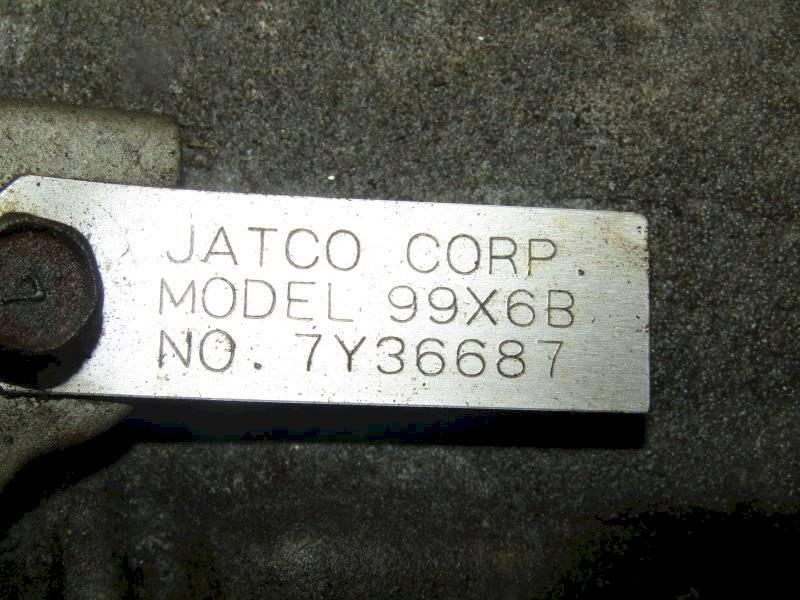 JATCO CORP.
MODEL 99X6B
NO. 7Y36687